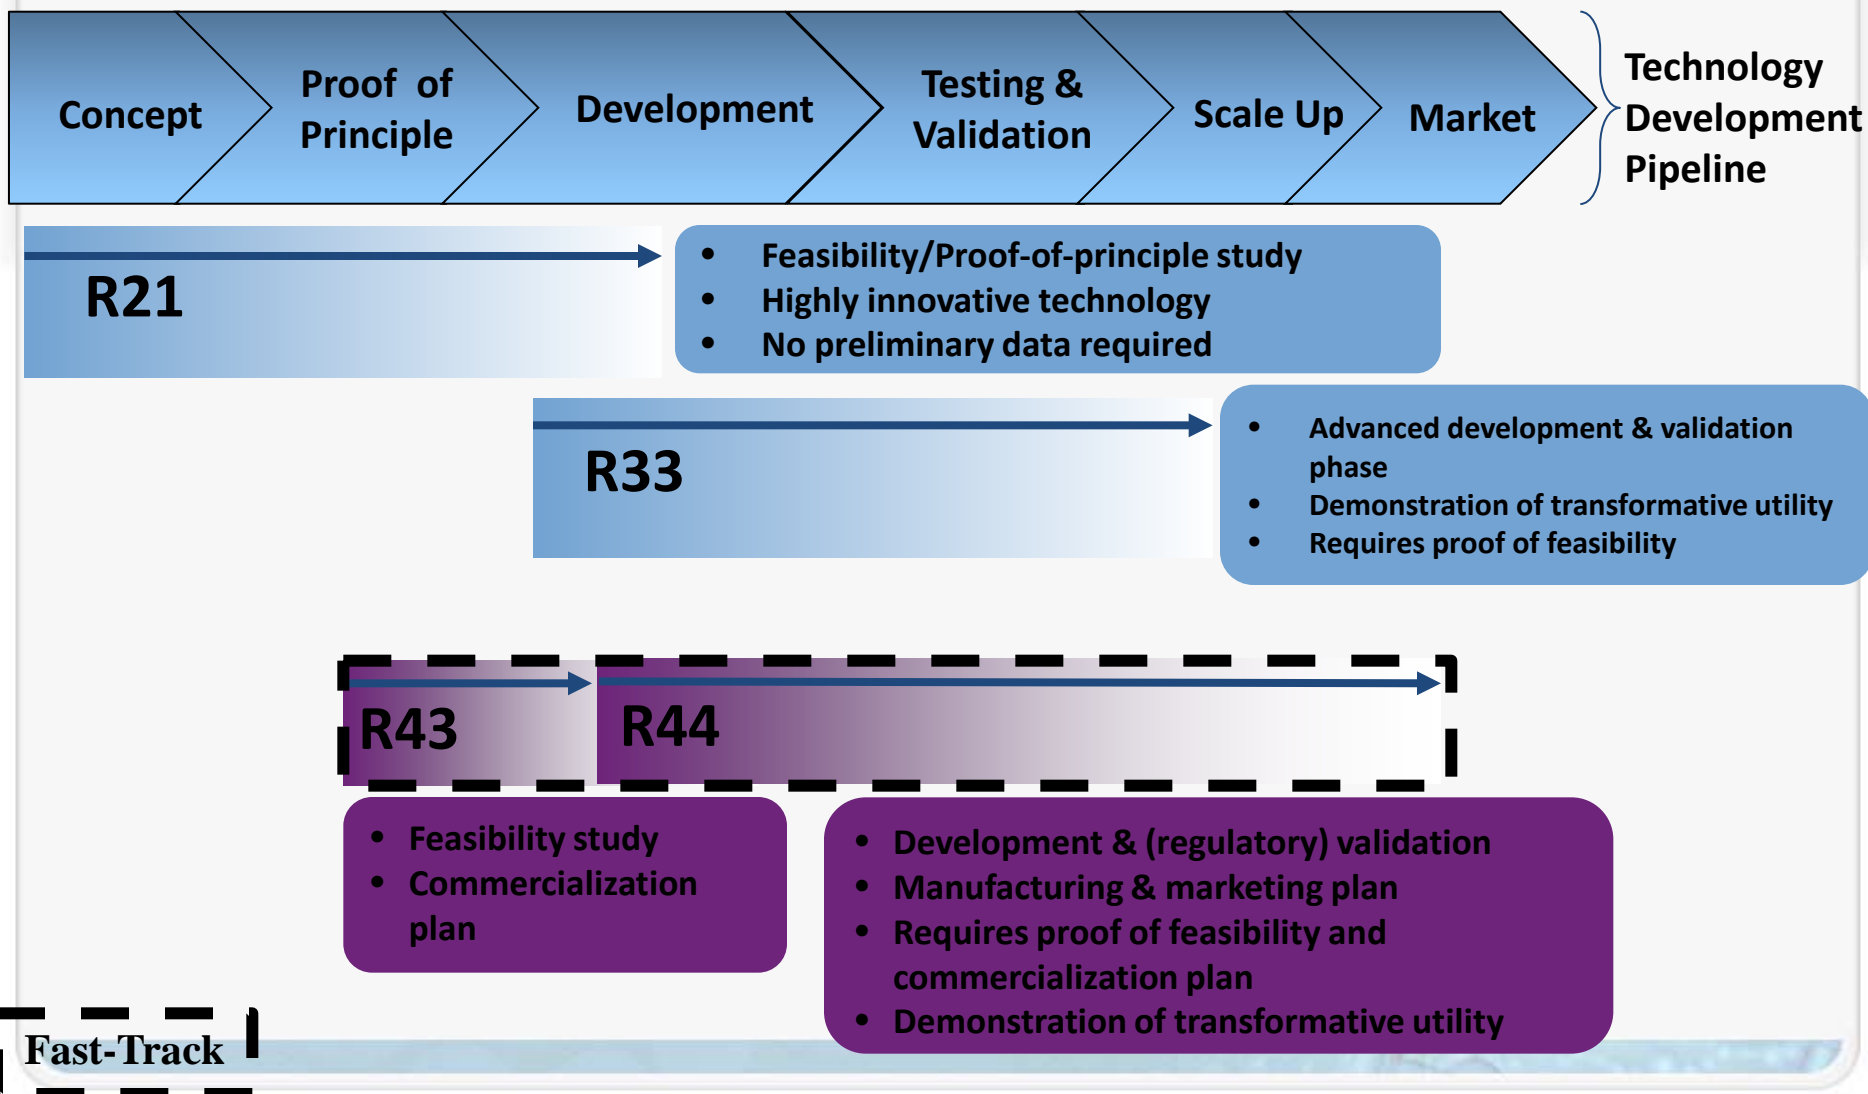 Concept
Proof of
Principle
Development
Testing &
Validation
Scale Up
Market
Technology
Development
Pipeline
R21
• Feasibility/Proof-of-principle study
• Highly innovative technology
• No preliminary data required
R33
• Advanced development & validation
phase
• Demonstration of transformative utility
• Requires proof of feasibility
R43
R44
• Feasibility study
• Commercialization
plan
• Development & (regulatory) validation
• Manufacturing & marketing plan
• Requires proof of feasibility and
commercialization plan
• Demonstration of transformative utility
Fast-Track